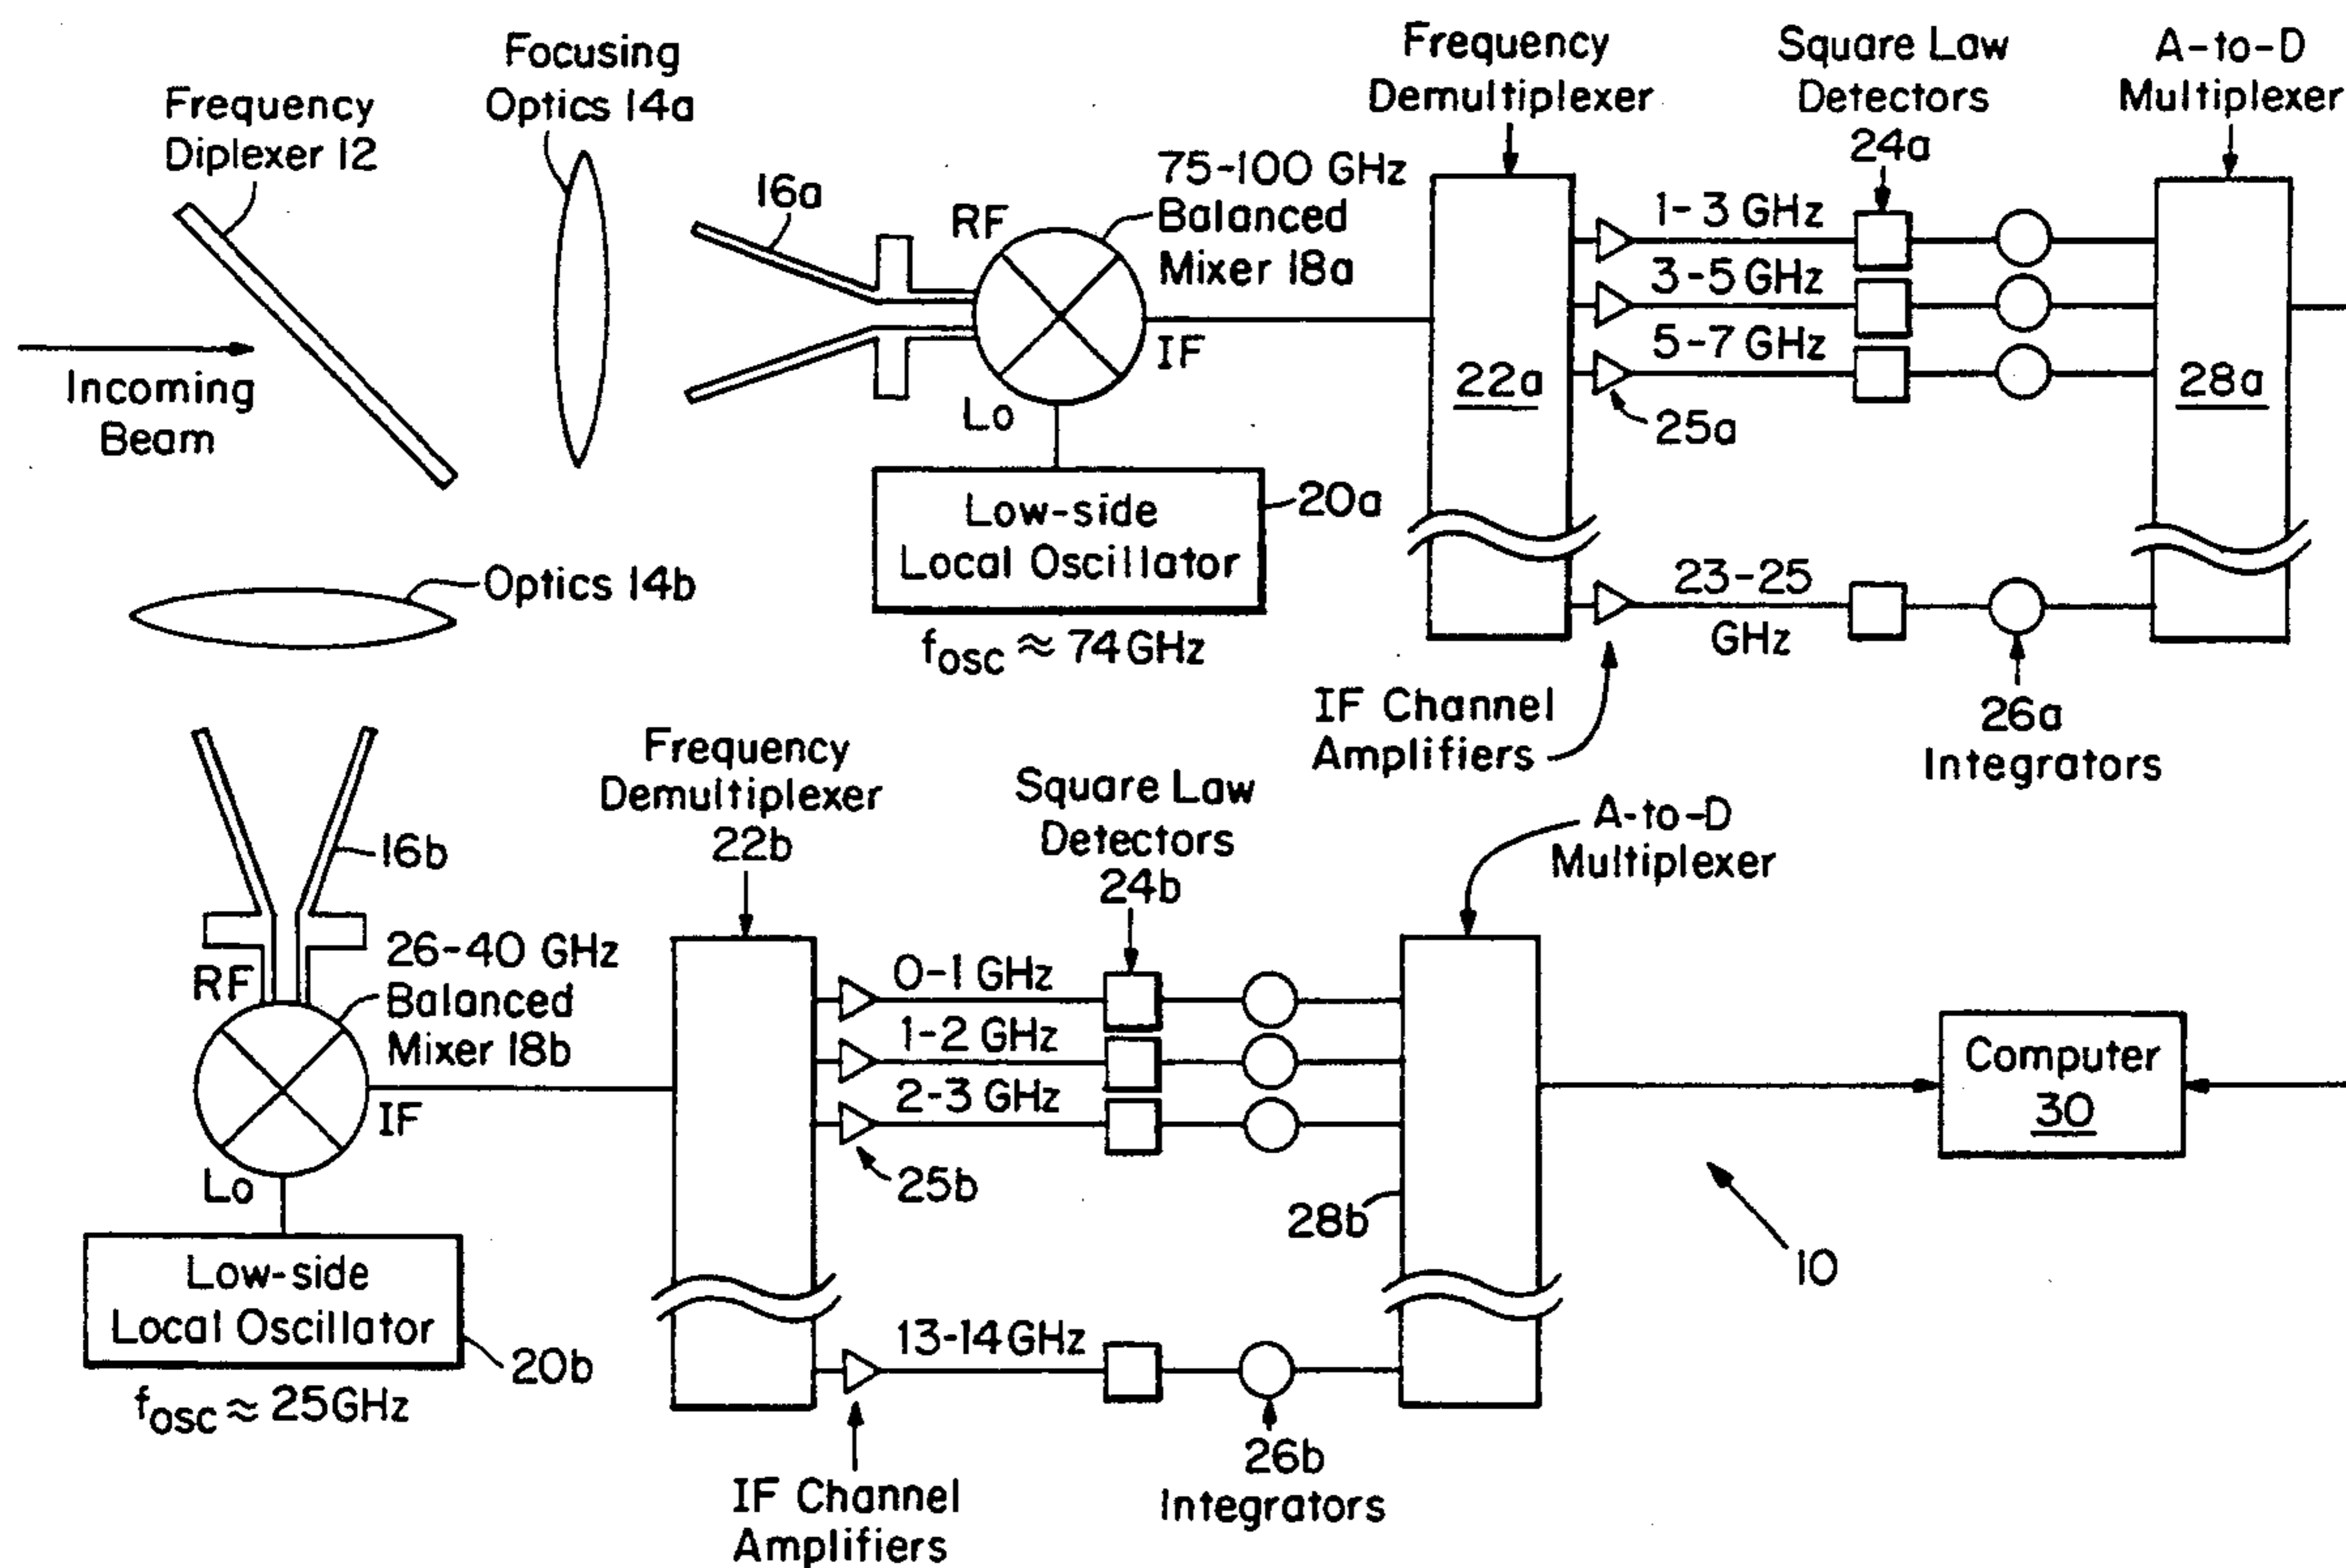 Frequency
Diplexer 12
Focusing
Optics 14a
16a
RF
75-100 GHz
Balanced
Mixer 18a
IF
Lo
Incoming
Beam
Low-side
Local Oscillator
20a
fosc ≈ 74GHz
Optics 14b
Frequency
Demultiplexer
22a
Square Law
Detectors
24a
A-to-D
Multiplexer
28a
1-3 GHz
3-5 GHz
5-7 GHz
25a
23-25
GHz
IF Channel
Amplifiers
26a
Integrators
16b
RF
26-40 GHz
Balanced
Mixer 18b
IF
Lo
Low-side
Local Oscillator
20b
fosc ≈ 25GHz
Frequency
Demultiplexer
22b
Square Law
Detectors
24b
A-to-D
Multiplexer
0-1 GHz
1-2 GHz
2-3 GHz
25b
28b
13-14GHz
IF Channel
Amplifiers
26b
Integrators
Computer
30
10